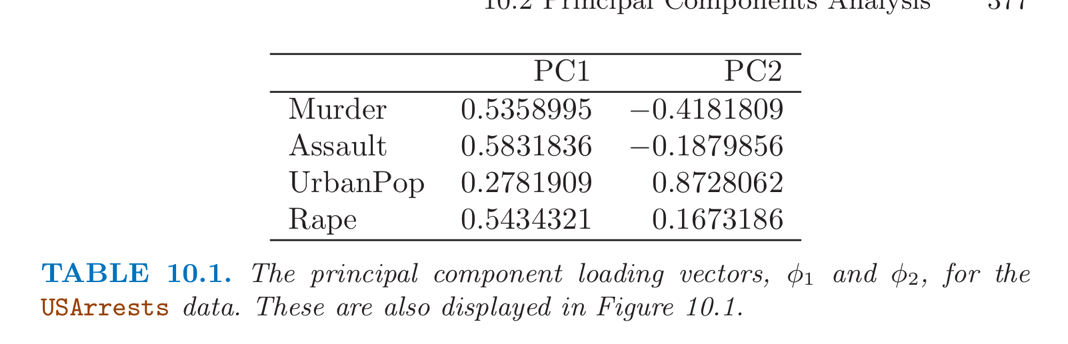 10.2 Principal Components Analysis 377
PC1 PC2
Murder 0.5358995 −0.4181809
Assault 0.5831836 −0.1879856
UrbanPop 0.2781909 0.8728062
Rape 0.5434321 0.1673186
TABLE 10.1. The principal component loading vectors, ϕ1 and ϕ2, for the
USArrests data. These are also displayed in Figure 10.1.